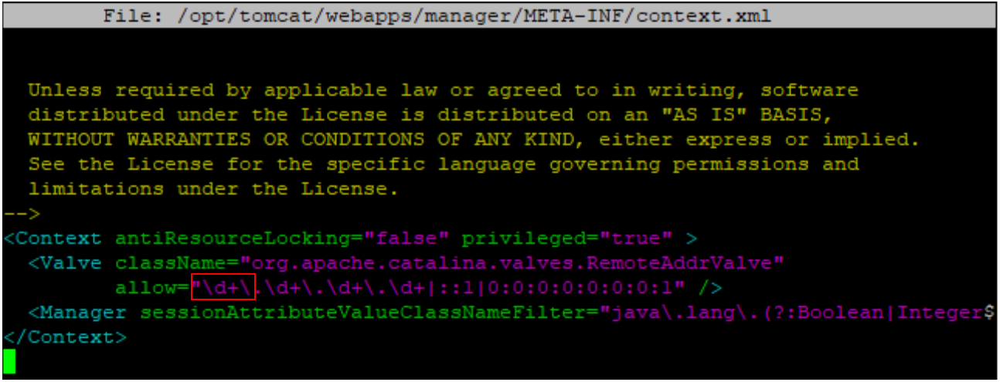 File: /opt/tomcat/webapps/manager/META-INF/context.xml
Unless required by applicable law or agreed to in writing, software
distributed under the License is distributed on an "AS IS" BASIS,
WITHOUT WARRANTIES OR CONDITIONS OF ANY KIND, either express or implied.
See the License for the specific language governing permissions and
limitations under the License.
-->
<Context antiResourceLocking="false" privileged="true" >
<Valve className="org.apache.catalina.valves.RemoteAddrValve"
allow="\d+\.\d+\.\d+\.\d+|::1|0:0:0:0:0:0:0:1" />
<Manager sessionAttributeValueClassNameFilter="java\.lang\.(?:Boolean|Integer$
</Context>